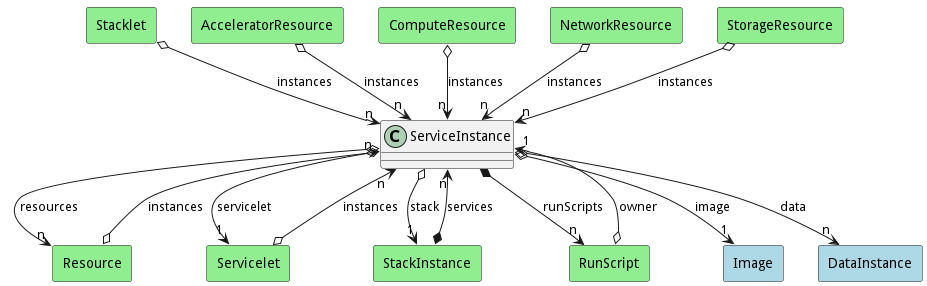 Stacklet
AcceleratorResource
ComputeResource
NetworkResource
StorageResource
instances
instances
instances
instances
instances
n
n
n
n
n
C ServiceInstance
n
1
resources
instances
servicelet
n
instances
stack
n
services
runScripts
owner
image
data
n
1
1
n
1
n
Resource
Servicelet
StackInstance
RunScript
Image
DataInstance